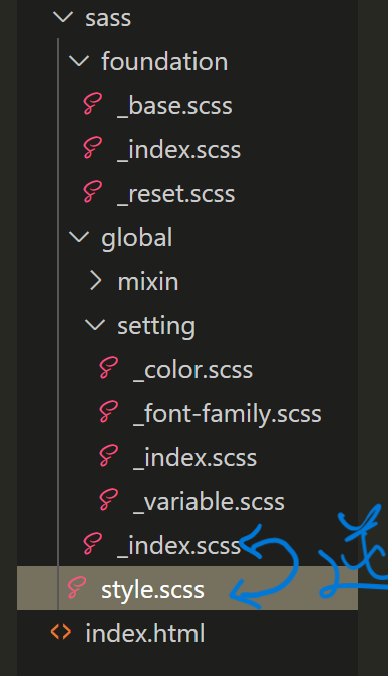 sass
foundation
_base.scss
_index.scss
_reset.scss
global
mixin
setting
_color.scss
_font-family.scss
_index.scss
_variable.scss
_index.scss
style.scss
index.html